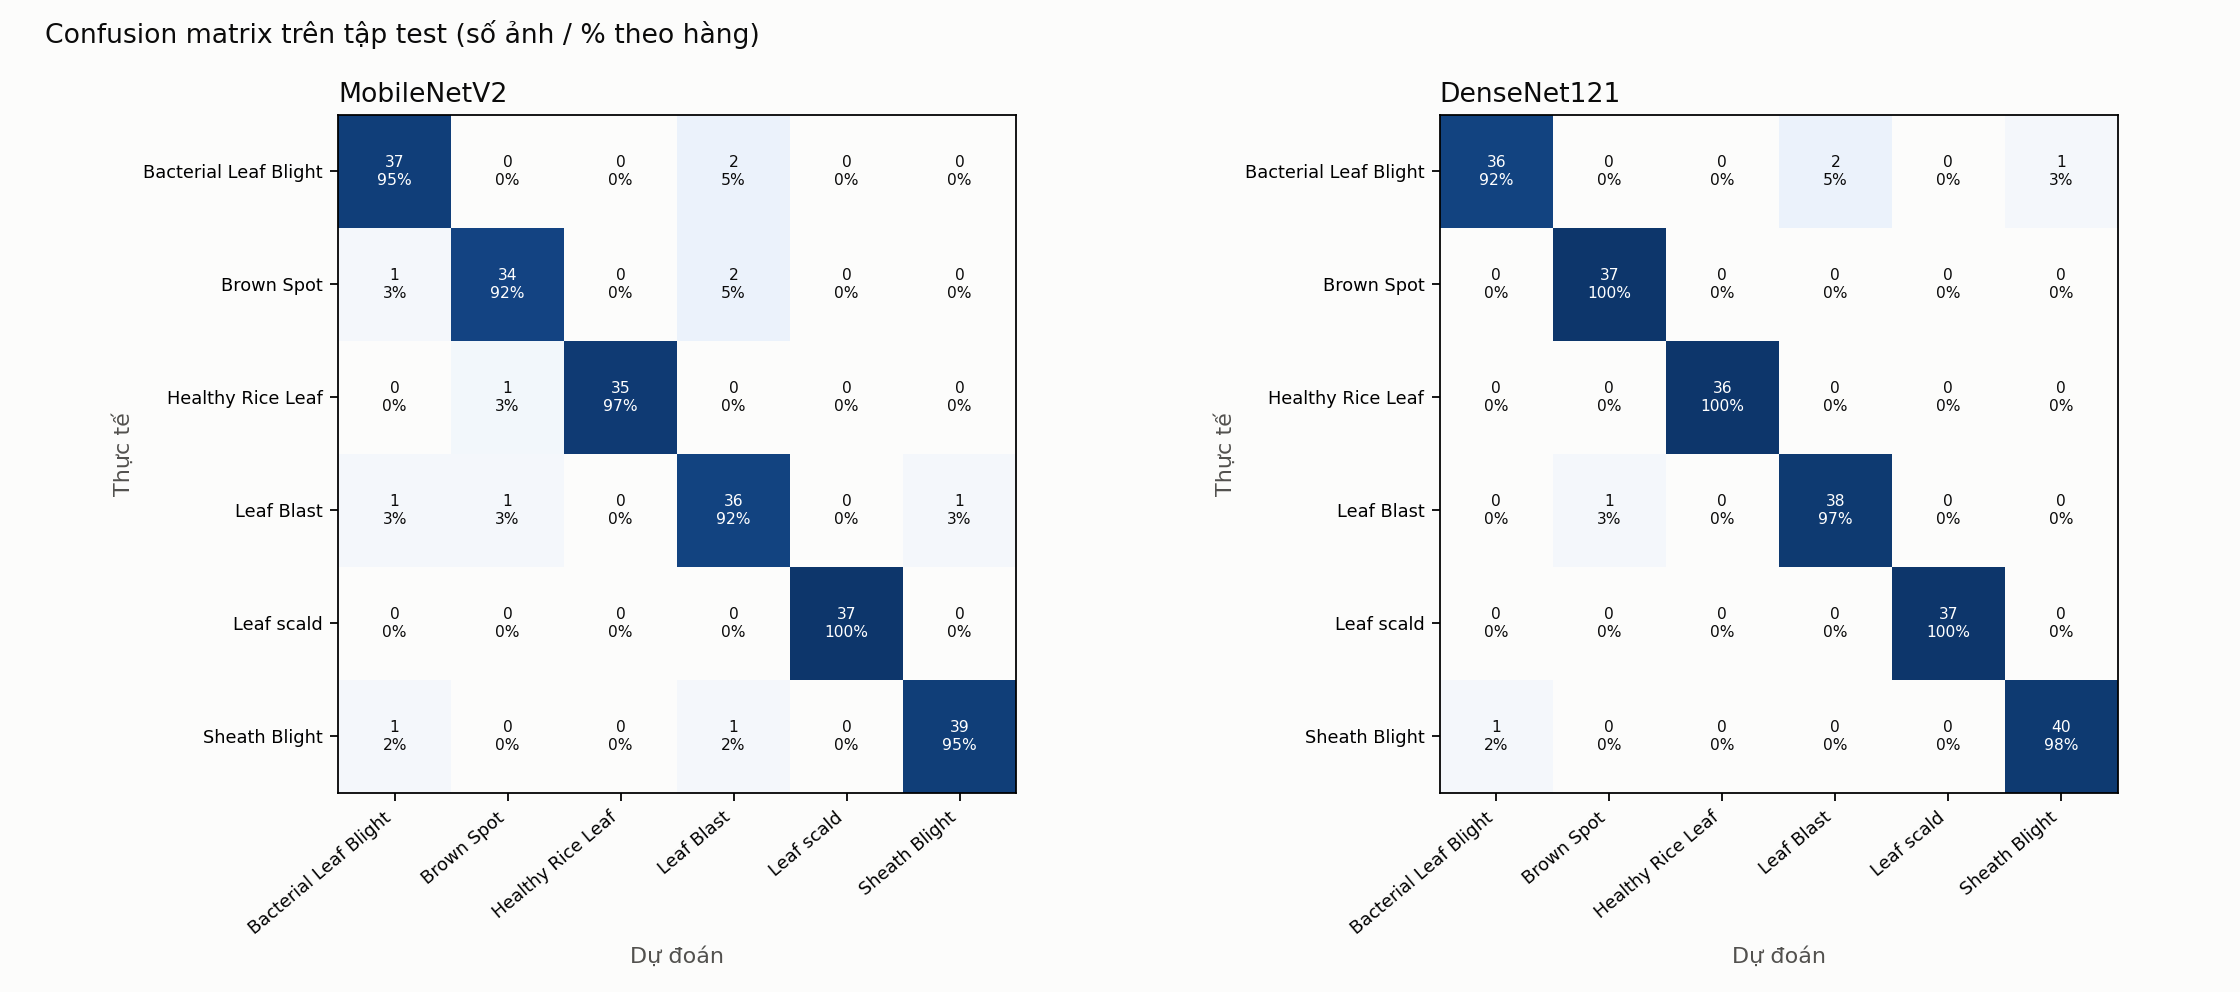 Confusion matrix trên tập test (số ảnh / % theo hàng)
MobileNetV2
Thực tế
Bacterial Leaf Blight
37 0 0 2 0 0
95% 0% 0% 5% 0% 0%
Brown Spot
1 34 0 2 0 0
3% 92% 0% 5% 0% 0%
Healthy Rice Leaf
0 1 35 0 0 0
0% 3% 97% 0% 0% 0%
Leaf Blast
1 1 0 36 0 1
3% 3% 0% 92% 0% 3%
Leaf scald
0 0 0 0 37 0
0% 0% 0% 0% 100% 0%
Sheath Blight
1 0 0 1 0 39
2% 0% 0% 2% 0% 95%
Bacterial Leaf Blight
Brown Spot
Healthy Rice Leaf
Leaf Blast
Leaf scald
Sheath Blight
Dự đoán
DenseNet121
Thực tế
Bacterial Leaf Blight
36 0 0 2 0 1
92% 0% 0% 5% 0% 3%
Brown Spot
0 37 0 0 0 0
0% 100% 0% 0% 0% 0%
Healthy Rice Leaf
0 0 36 0 0 0
0% 0% 100% 0% 0% 0%
Leaf Blast
0 1 0 38 0 0
0% 3% 0% 97% 0% 0%
Leaf scald
0 0 0 0 37 0
0% 0% 0% 0% 100% 0%
Sheath Blight
1 0 0 0 0 40
2% 0% 0% 0% 0% 98%
Bacterial Leaf Blight
Brown Spot
Healthy Rice Leaf
Leaf Blast
Leaf scald
Sheath Blight
Dự đoán